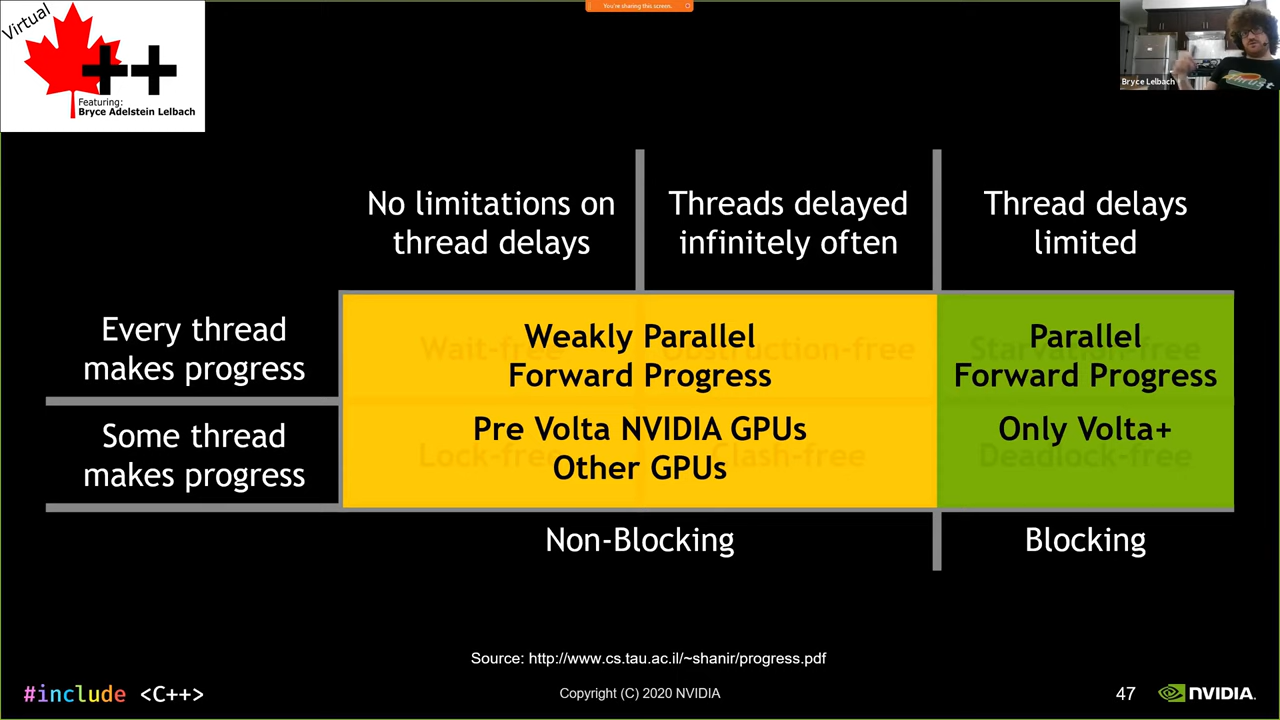 You're sharing this screen.
Virtual
++
Featuring:
Bryce Adelstein Lelbach
Bryce Lelbach
No limitations on
thread delays
Threads delayed
infinitely often
Thread delays
limited
Every thread
makes progress
Some thread
makes progress
Wait-free
Obstruction-free
Starvation-free
Weakly Parallel
Forward Progress
Parallel
Forward Progress
Lock-free
Clash-free
Deadlock-free
Pre Volta NVIDIA GPUs
Other GPUs
Only Volta+
Non-Blocking
Blocking
Source: http://www.cs.tau.ac.il/~shanir/progress.pdf
#include <C++>
Copyright (C) 2020 NVIDIA
47
NVIDIA.